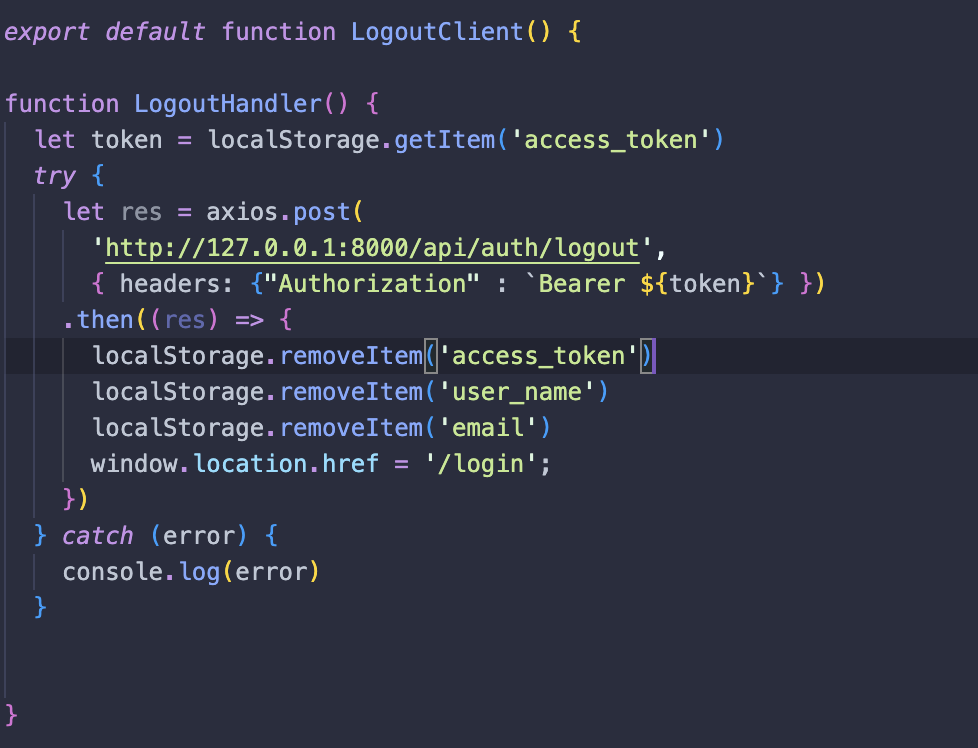 export default function LogoutClient() {
function LogoutHandler() {
let token = localStorage.getItem('access_token')
try {
let res = axios.post(
'http://127.0.0.1:8000/api/auth/logout',
{ headers: {"Authorization" : `Bearer ${token}`} })
.then((res) => {
localStorage.removeItem('access_token')
localStorage.removeItem('user_name')
localStorage.removeItem('email')
window.location.href = '/login';
})
} catch (error) {
console.log(error)
}
}